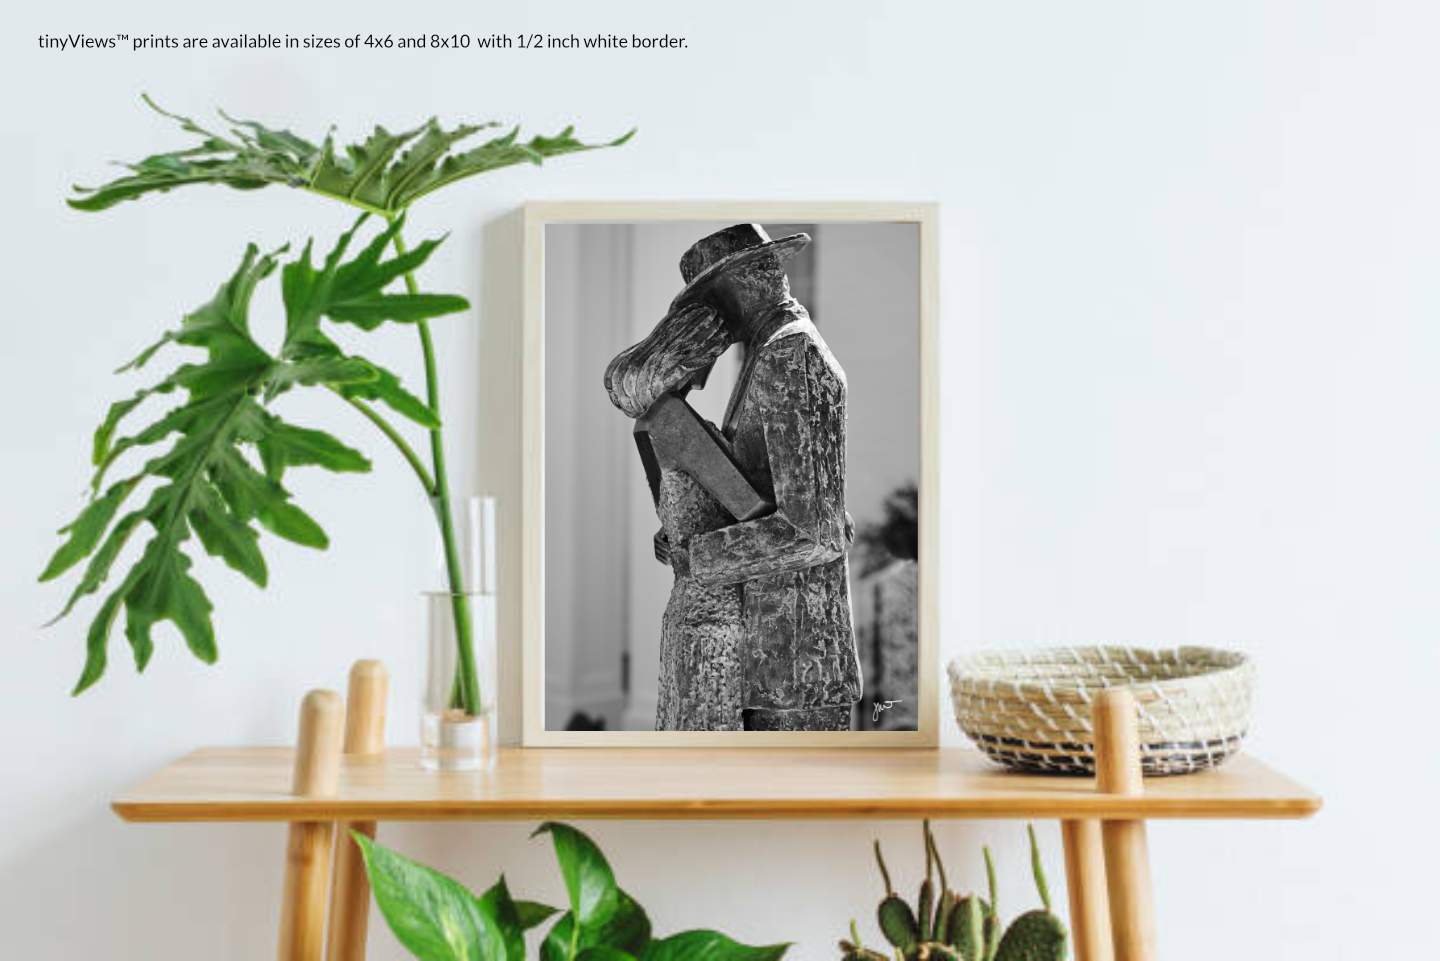 tinyViews™ prints are available in sizes of 4x6 and 8x10  with 1/2 inch white border.